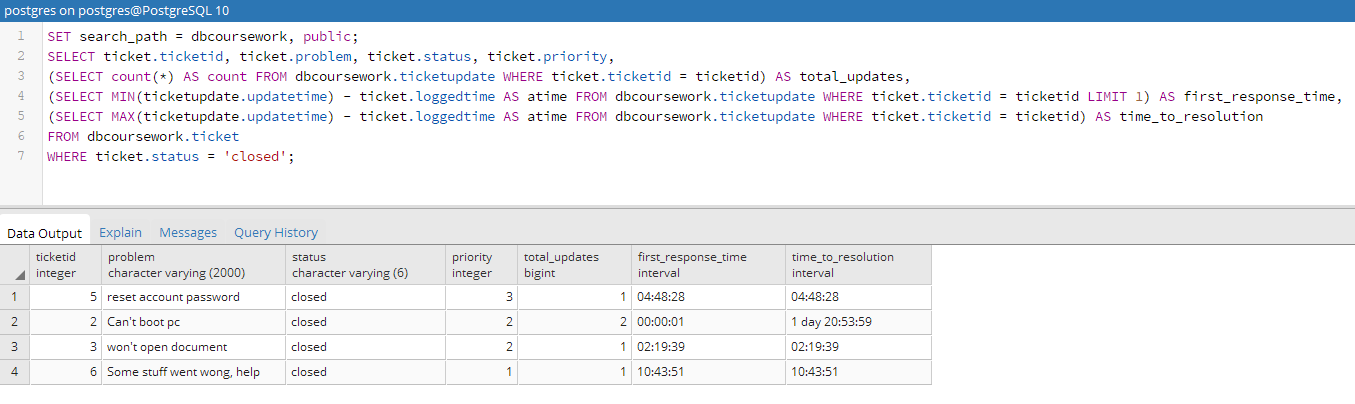 postgres on postgres@PostgreSQL 10
1 SET search_path = dbcoursework, public;
2 SELECT ticket.ticketid, ticket.problem, ticket.status, ticket.priority,
3 (SELECT count(*) AS count FROM dbcoursework.ticketupdate WHERE ticket.ticketid = ticketid) AS total_updates,
4 (SELECT MIN(ticketupdate.updatetime) - ticket.loggedtime AS atime FROM dbcoursework.ticketupdate WHERE ticket.ticketid = ticketid LIMIT 1) AS first_response_time,
5 (SELECT MAX(ticketupdate.updatetime) - ticket.loggedtime AS atime FROM dbcoursework.ticketupdate WHERE ticket.ticketid = ticketid) AS time_to_resolution
6 FROM dbcoursework.ticket
7 WHERE ticket.status = 'closed';
Data Output Explain Messages Query History
ticketid problem status priority total_updates first_response_time time_to_resolution
integer character varying (2000) character varying (6) integer bigint interval interval
1 5 reset account password closed 3 1 04:48:28 04:48:28
2 2 Can't boot pc closed 2 2 00:00:01 1 day 20:53:59
3 3 won't open document closed 2 1 02:19:39 02:19:39
4 6 Some stuff went wong, help closed 1 1 10:43:51 10:43:51